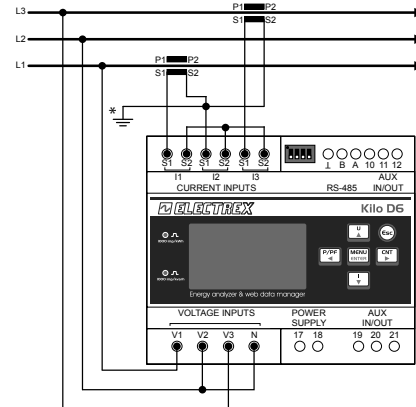 L3
P1 P2
S1 S2
L2
P1 P2
L1
S1 S2
*
S1 S2 S1 S2 S1 S2
⊥ B A 10 11 12
I1 I2 I3
AUX
CURRENT INPUTS
RS-485
IN/OUT
ELECTREX
Kilo D6
U
Esc
P/PF
MENU
ENTER
CNT
I
Energy analyzer & web data manager
VOLTAGE INPUTS
POWER
SUPPLY
AUX
IN/OUT
V1 V2 V3 N
17 18
19 20 21